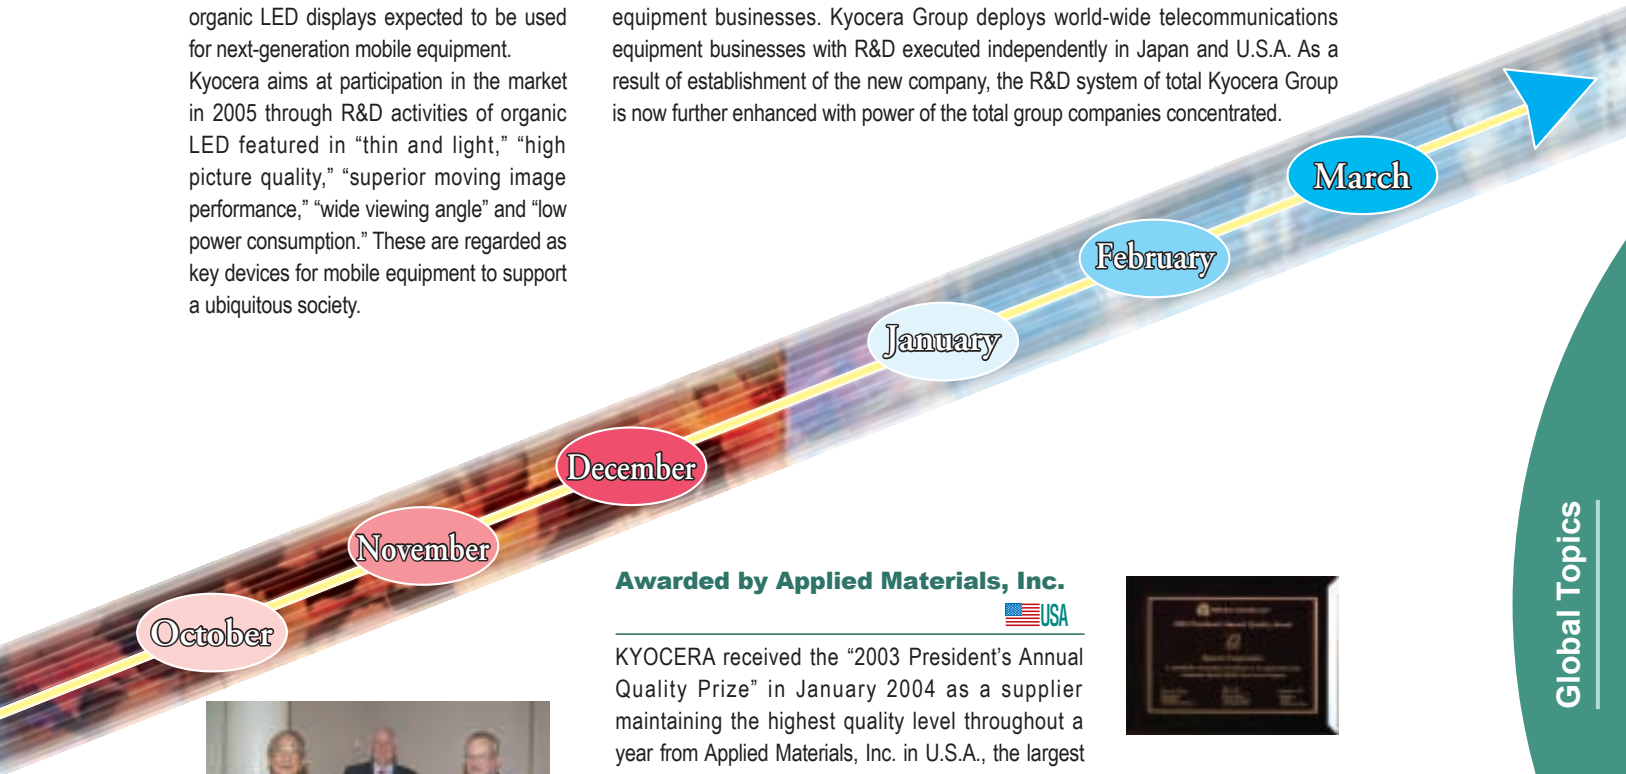 organic LED displays expected to be used
for next-generation mobile equipment.
Kyocera aims at participation in the market
in 2005 through R&D activities of organic
LED featured in “thin and light,” “high
picture quality,” “superior moving image
performance,” “wide viewing angle” and “low
power consumption.” These are regarded as
key devices for mobile equipment to support
a ubiquitous society.
equipment businesses. Kyocera Group deploys world-wide telecommunications
equipment businesses with R&D executed independently in Japan and U.S.A. As a
result of establishment of the new company, the R&D system of total Kyocera Group
is now further enhanced with power of the total group companies concentrated.
March
February
January
December
November
October
Awarded by Applied Materials, Inc.
USA
KYOCERA received the “2003 President’s Annual
Quality Prize” in January 2004 as a supplier
maintaining the highest quality level throughout a
year from Applied Materials, Inc. in U.S.A., the largest
Global Topics